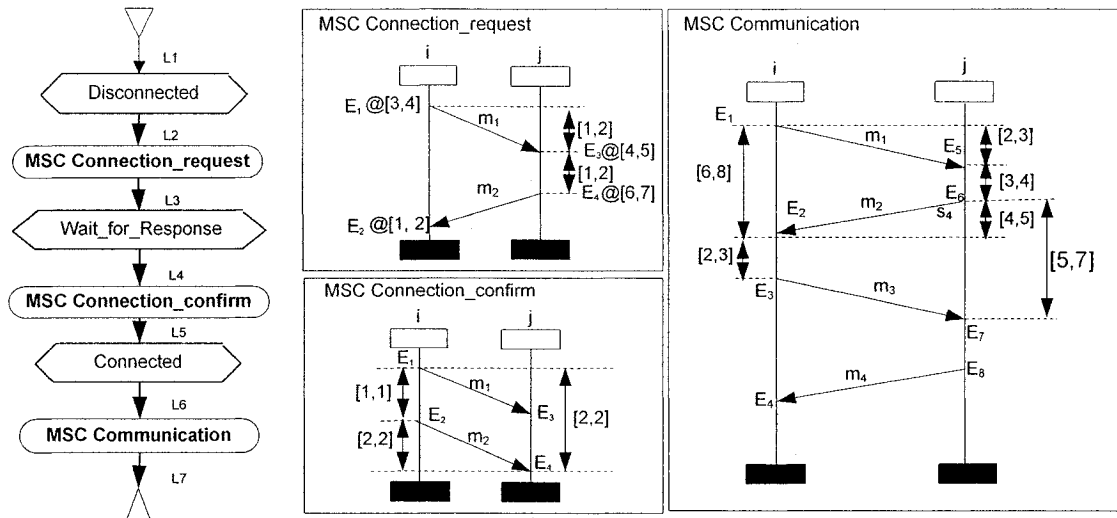 L1
Disconnected
L2
MSC Connection_request
L3
Wait_for_Response
L4
MSC Connection_confirm
L5
Connected
L6
MSC Communication
L7
MSC Connection_request
i
j
E1 @[3,4]
m1
[1,2]
E3@[4,5]
[1,2]
m2
E4@[6,7]
E2 @[1, 2]
MSC Connection_confirm
i
j
E1
m1
[1,1]
E2
E3
[2,2]
[2,2]
m2
E4
MSC Communication
i
j
E1
m1
[2,3]
E5
[6,8]
[3,4]
E6
E2
m2
s4
[4,5]
[5,7]
[2,3]
E3
m3
E7
m4
E8
E4